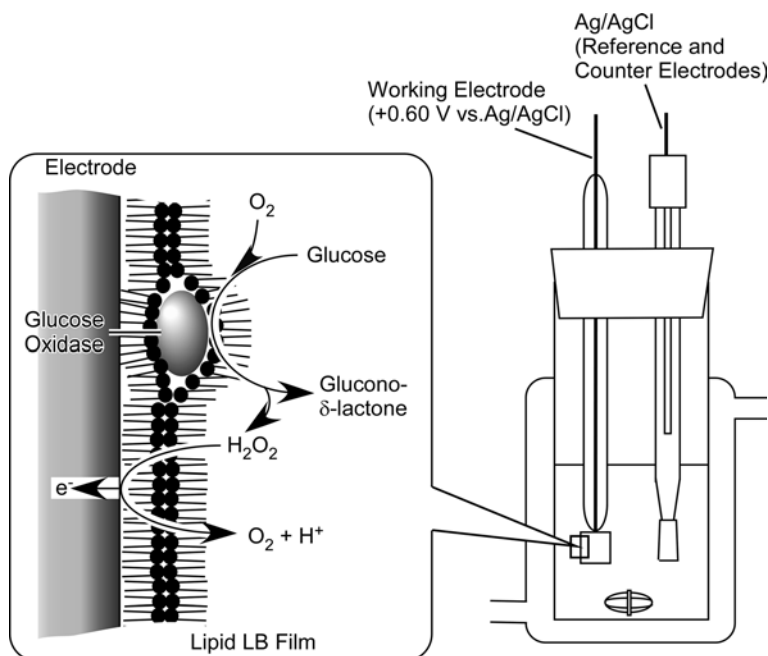 Ag/AgCl
(Reference and
Counter Electrodes)
Working Electrode
(+0.60 V vs.Ag/AgCl)
Electrode
O₂
Glucose
Glucose
Oxidase
Glucono-
δ-lactone
H₂O₂
e⁻
O₂ + H⁺
Lipid LB Film